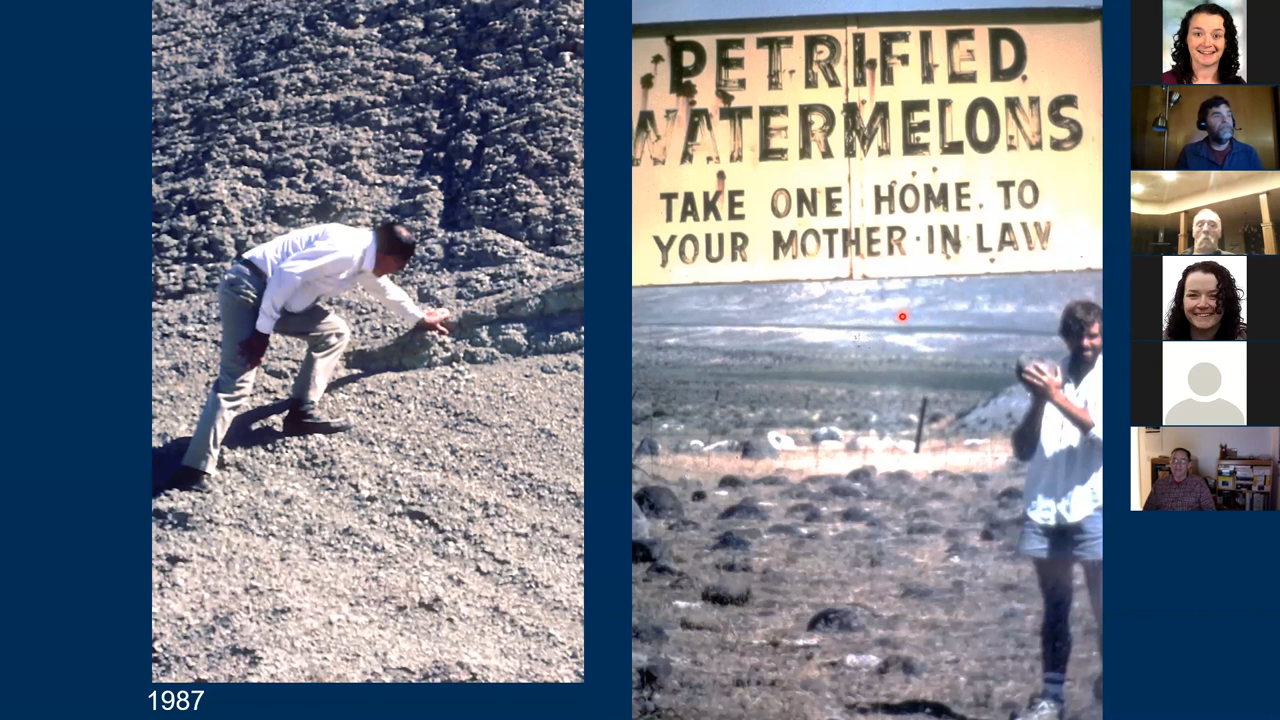 PETRIFIED
WATERMELONS
TAKE ONE HOME. TO
YOUR MOTHER-IN LAW
1987